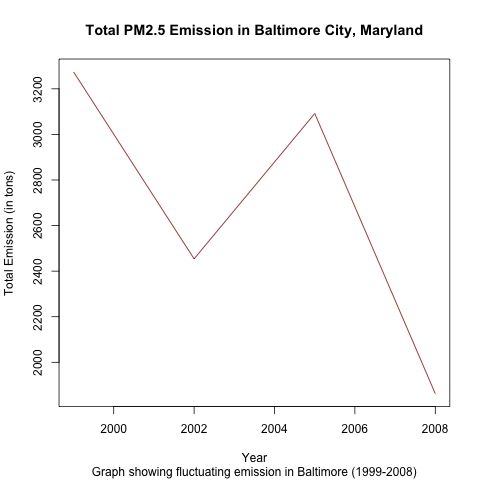 Total PM2.5 Emission in Baltimore City, Maryland
Total Emission (in tons)
3200
3000
2800
2600
2400
2200
2000
2000 2002 2004 2006 2008
Year
Graph showing fluctuating emission in Baltimore (1999-2008)